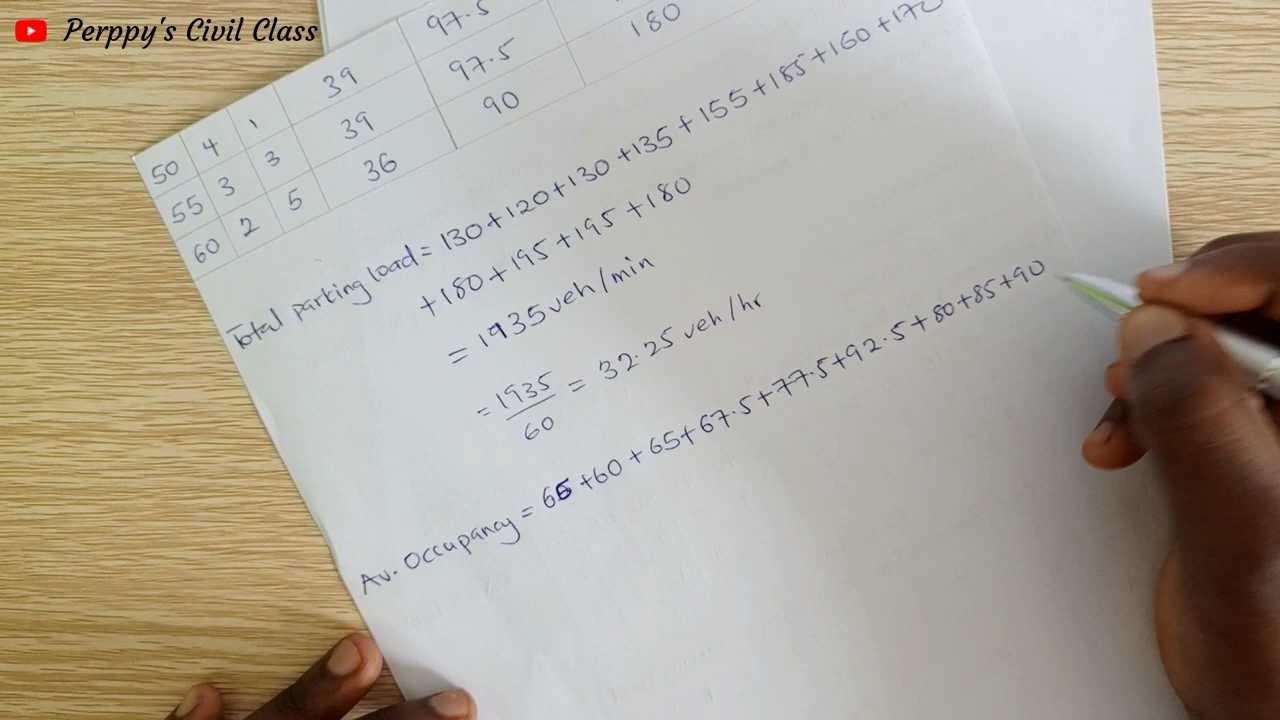 Perppy's Civil Class
97.5
50 4 1 39 97.5
55 3 3 39 90 180
60 2 5 36
Total parking load = 130+120+130+135+155+185+160+170
+180+195+195+180
= 1935 veh/min
= 1935/60 = 32.25 veh/hr
Av. Occupancy = 65+60+65+67.5+77.5+92.5+80+85+90